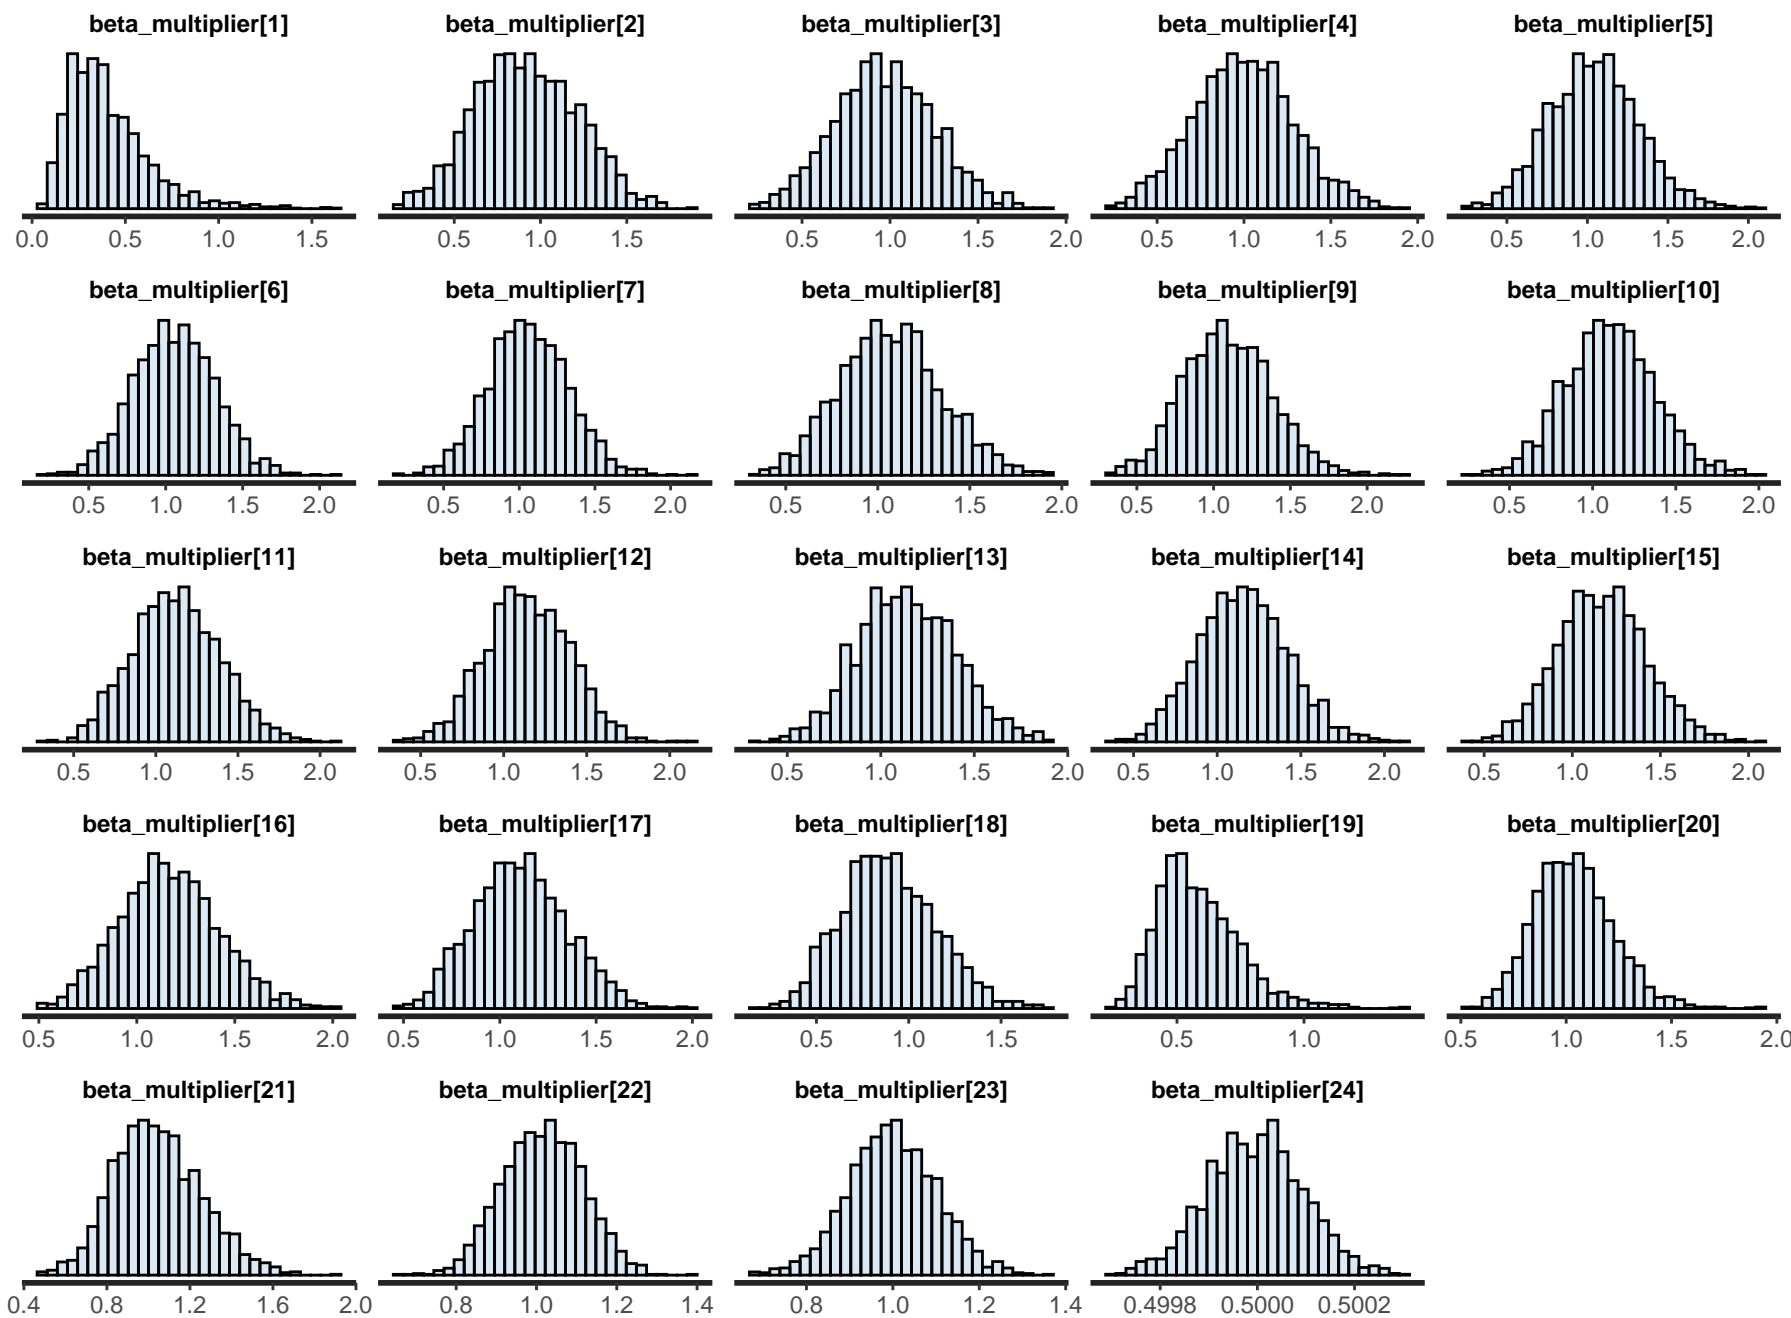 beta_multiplier[1] beta_multiplier[2] beta_multiplier[3] beta_multiplier[4] beta_multiplier[5]
0.0 0.5 1.0 1.5 0.5 1.0 1.5 0.5 1.0 1.5 2.0 0.5 1.0 1.5 2.0 0.5 1.0 1.5 2.0
beta_multiplier[6] beta_multiplier[7] beta_multiplier[8] beta_multiplier[9] beta_multiplier[10]
0.5 1.0 1.5 2.0 0.5 1.0 1.5 2.0 0.5 1.0 1.5 2.0 0.5 1.0 1.5 2.0 0.5 1.0 1.5 2.0
beta_multiplier[11] beta_multiplier[12] beta_multiplier[13] beta_multiplier[14] beta_multiplier[15]
0.5 1.0 1.5 2.0 0.5 1.0 1.5 2.0 0.5 1.0 1.5 2.0 0.5 1.0 1.5 2.0 0.5 1.0 1.5 2.0
beta_multiplier[16] beta_multiplier[17] beta_multiplier[18] beta_multiplier[19] beta_multiplier[20]
0.5 1.0 1.5 2.0 0.5 1.0 1.5 2.0 0.5 1.0 1.5 0.5 1.0 0.5 1.0 1.5 2.0
beta_multiplier[21] beta_multiplier[22] beta_multiplier[23] beta_multiplier[24]
0.4 0.8 1.2 1.6 2.0 0.8 1.0 1.2 1.4 0.8 1.0 1.2 1.4 0.4998 0.5000 0.5002